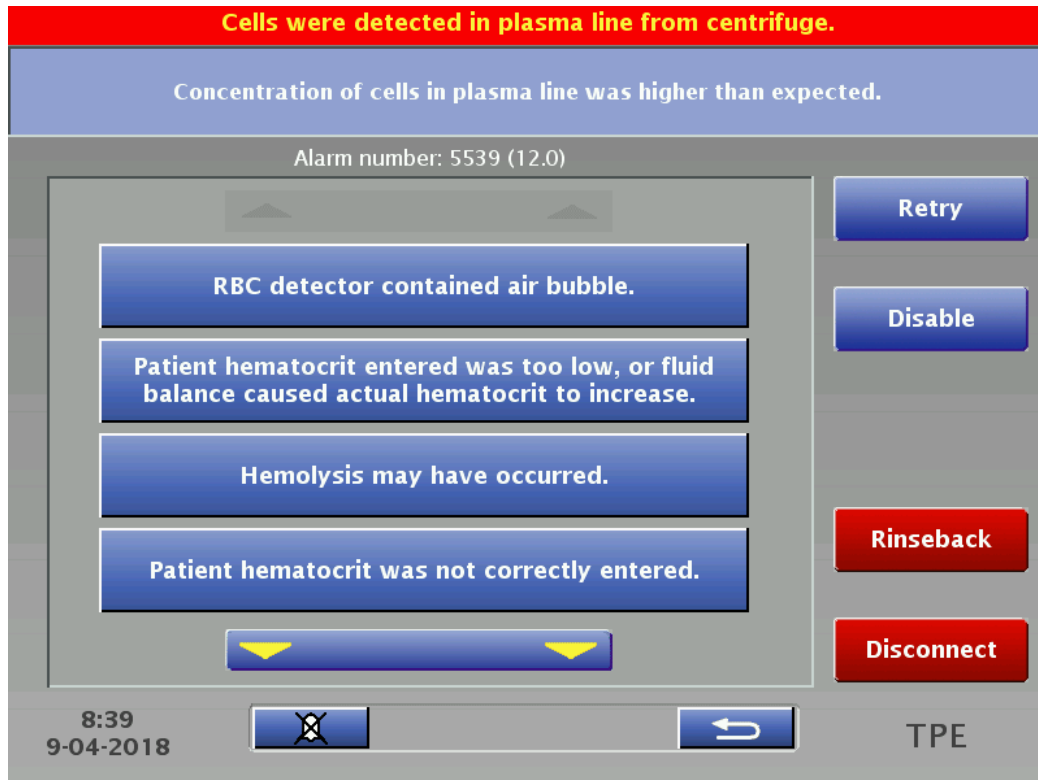 Cells were detected in plasma line from centrifuge.
Concentration of cells in plasma line was higher than expected.
Alarm number: 5539 (12.0)
Retry
RBC detector contained air bubble.
Disable
Patient hematocrit entered was too low, or fluid
balance caused actual hematocrit to increase.
Hemolysis may have occurred.
Rinseback
Patient hematocrit was not correctly entered.
Disconnect
8:39
9-04-2018
TPE